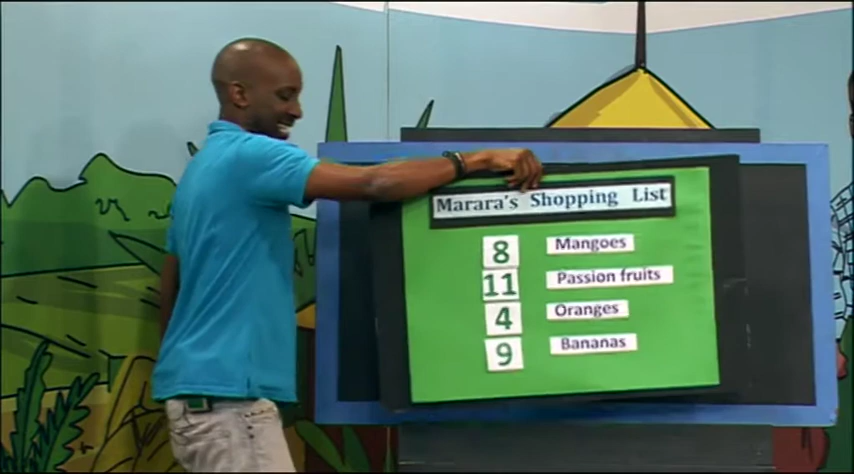 Marara's Shopping List
8 Mangoes
11 Passion fruits
4 Oranges
9 Bananas